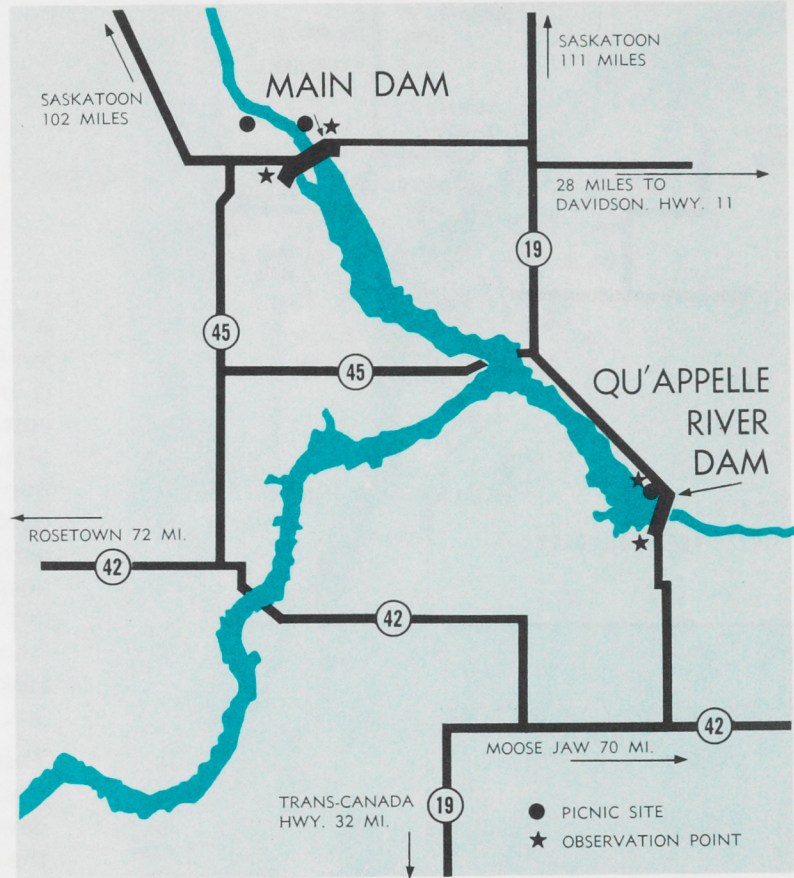 SASKATOON
111 MILES
MAIN DAM
SASKATOON
102 MILES
28 MILES TO
DAVIDSON. HWY. 11
19
45
45
QU'APPELLE
RIVER
DAM
ROSETOWN 72 MI.
42
42
42
MOOSE JAW 70 MI.
TRANS-CANADA
HWY. 32 MI.
19
PICNIC SITE
OBSERVATION POINT